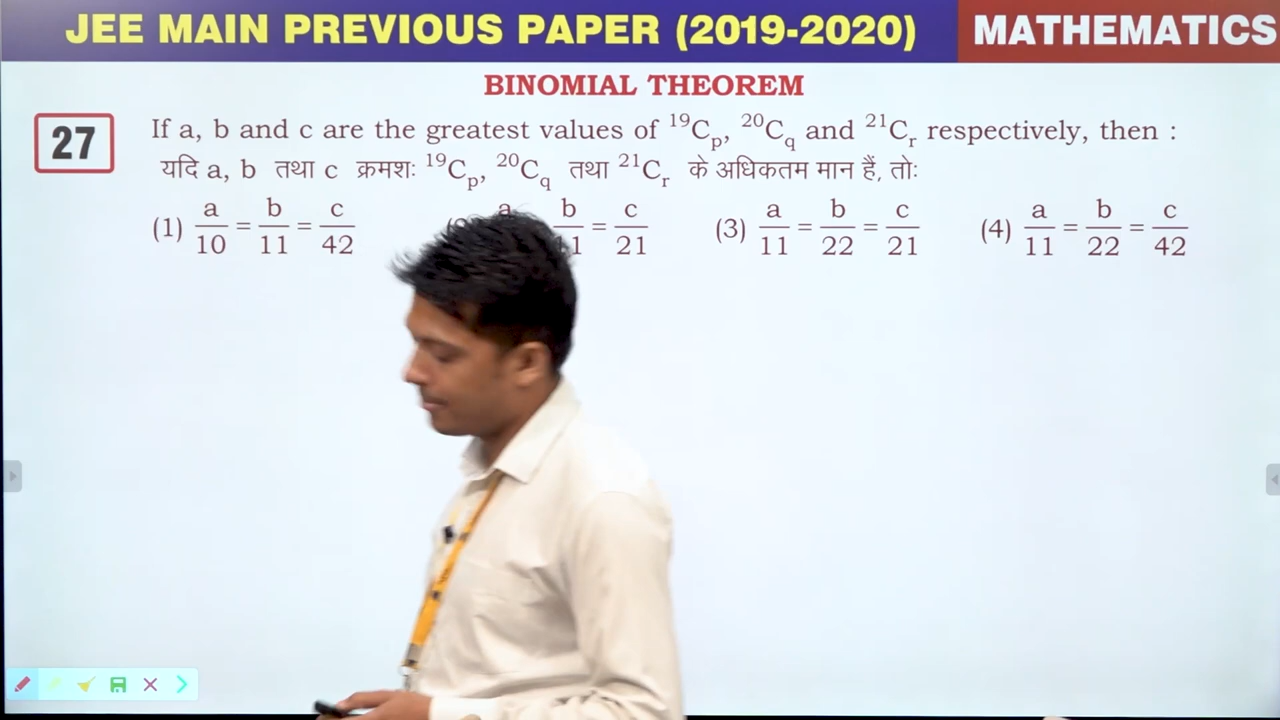 JEE MAIN PREVIOUS PAPER (2019-2020) MATHEMATICS
BINOMIAL THEOREM
27 If a, b and c are the greatest values of ¹⁹Cₚ, ²⁰C_q and ²¹Cᵣ respectively, then :
यदि a, b तथा c क्रमशः ¹⁹Cₚ, ²⁰C_q तथा ²¹Cᵣ के अधिकतम मान हैं, तोः
(1) a/10 = b/11 = c/42 b = c/21 (3) a/11 = b/22 = c/21 (4) a/11 = b/22 = c/42